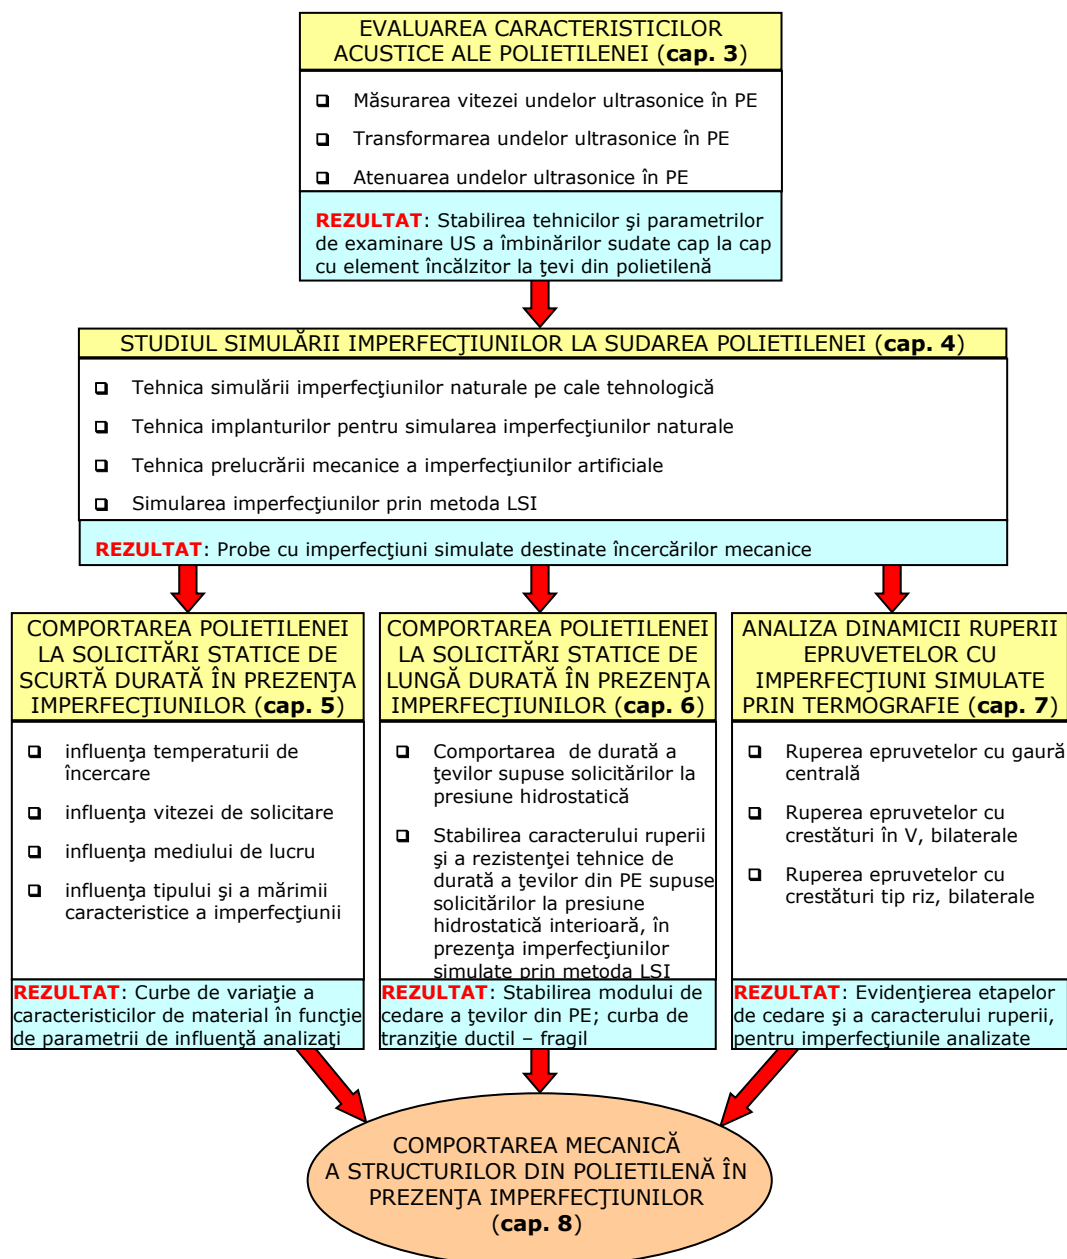 EVALUAREA CARACTERISTICILOR
ACUSTICE ALE POLIETILENEI (cap. 3)
Măsurarea vitezei undelor ultrasonice în PE
Transformarea undelor ultrasonice în PE
Atenuarea undelor ultrasonice în PE
REZULTAT: Stabilirea tehnicilor şi parametrilor
de examinare US a îmbinărilor sudate cap la cap
cu element încălzitor la ţevi din polietilenă
STUDIUL SIMULĂRII IMPERFECŢIUNILOR LA SUDAREA POLIETILENEI (cap. 4)
Tehnica simulării imperfecţiunilor naturale pe cale tehnologică
Tehnica implanturilor pentru simularea imperfecţiunilor naturale
Tehnica prelucrării mecanice a imperfecţiunilor artificiale
Simularea imperfecţiunilor prin metoda LSI
REZULTAT: Probe cu imperfecţiuni simulate destinate încercărilor mecanice
COMPORTAREA POLIETILENEI
LA SOLICITĂRI STATICE DE
SCURTĂ DURATĂ ÎN PREZENŢA
IMPERFECŢIUNILOR (cap. 5)
influenţa temperaturii de
încercare
influenţa vitezei de solicitare
influenţa mediului de lucru
influenţa tipului şi a mărimii
caracteristice a imperfecţiunii
REZULTAT: Curbe de variaţie a
caracteristicilor de material în funcţie
de parametrii de influenţă analizaţi
COMPORTAREA POLIETILENEI
LA SOLICITĂRI STATICE DE
LUNGĂ DURATĂ ÎN PREZENŢA
IMPERFECŢIUNILOR (cap. 6)
Comportarea de durată a
ţevilor supuse solicitărilor la
presiune hidrostatică
Stabilirea caracterului ruperii
şi a rezistenţei tehnice de
durată a ţevilor din PE supuse
solicitărilor la presiune
hidrostatică interioară, în
prezenţa imperfecţiunilor
simulate prin metoda LSI
REZULTAT: Stabilirea modului de
cedare a ţevilor din PE; curba de
tranziţie ductil – fragil
ANALIZA DINAMICII RUPERII
EPRUVETELOR CU
IMPERFECŢIUNI SIMULATE
PRIN TERMOGRAFIE (cap. 7)
Ruperea epruvetelor cu gaură
centrală
Ruperea epruvetelor cu
crestături în V, bilaterale
Ruperea epruvetelor cu
crestături tip riz, bilaterale
REZULTAT: Evidenţierea etapelor
de cedare şi a caracterului ruperii,
pentru imperfecţiunile analizate
COMPORTAREA MECANICĂ
A STRUCTURILOR DIN POLIETILENĂ ÎN
PREZENŢA IMPERFECŢIUNILOR
(cap. 8)